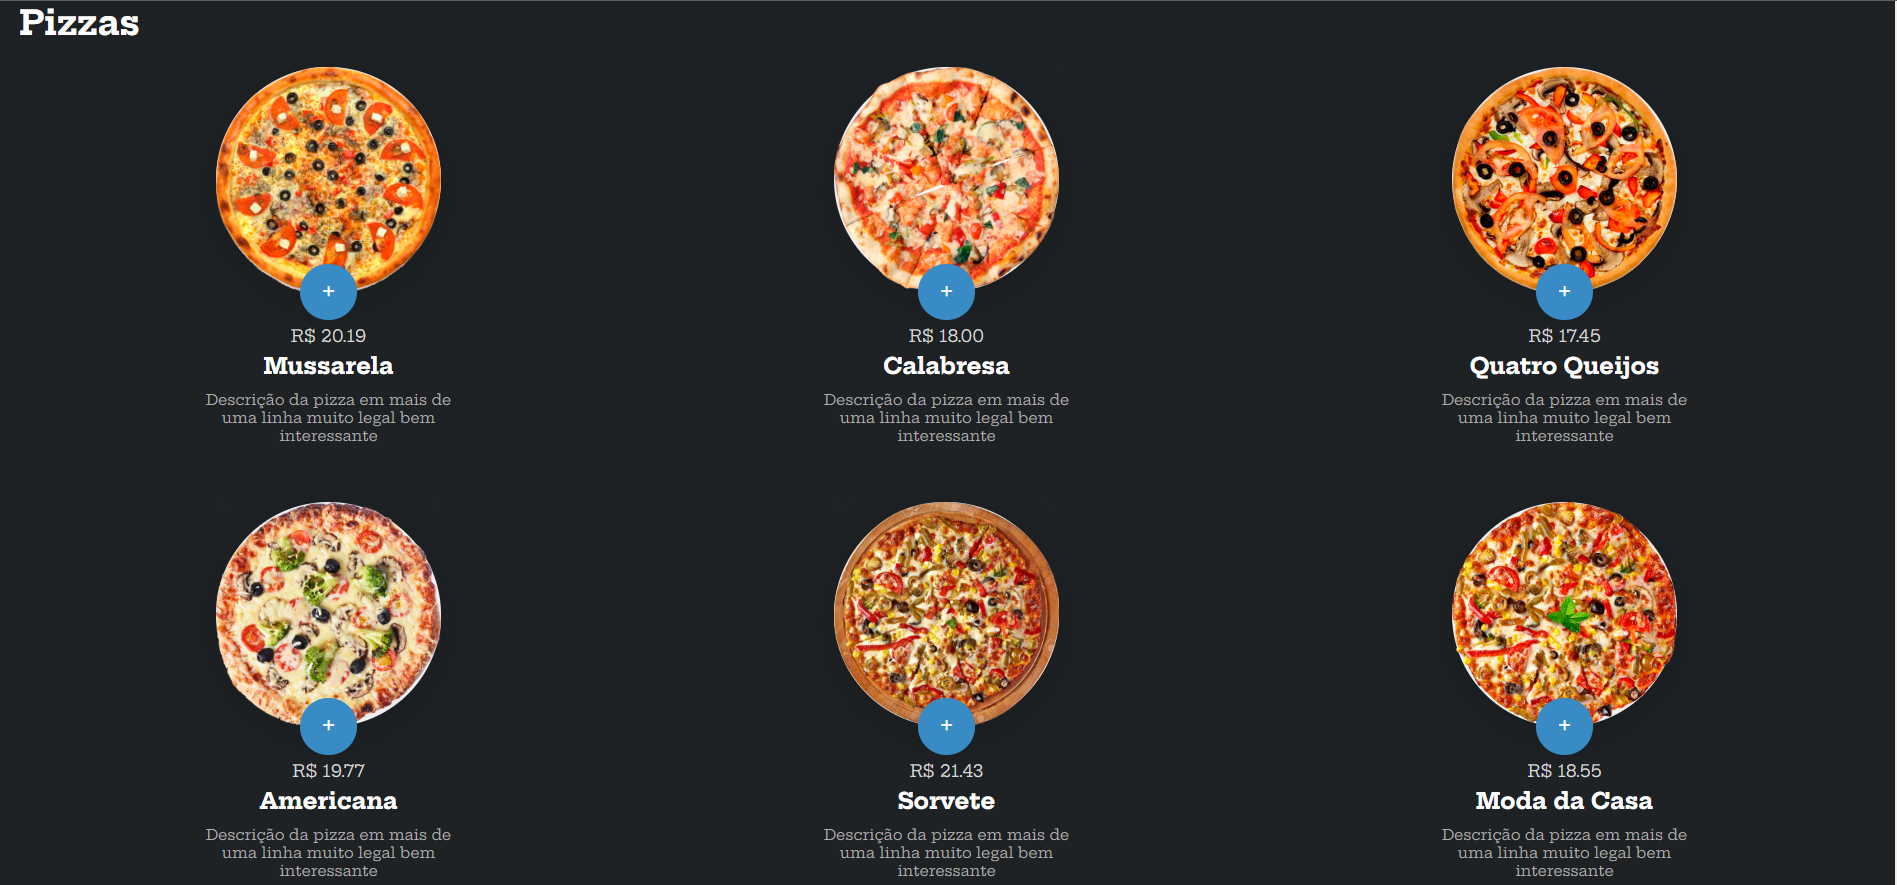 Pizzas
+
+
+
R$ 20.19
R$ 18.00
R$ 17.45
Mussarela
Calabresa
Quatro Queijos
Descrição da pizza em mais de
uma linha muito legal bem
interessante
Descrição da pizza em mais de
uma linha muito legal bem
interessante
Descrição da pizza em mais de
uma linha muito legal bem
interessante
+
+
+
R$ 19.77
R$ 21.43
R$ 18.55
Americana
Sorvete
Moda da Casa
Descrição da pizza em mais de
uma linha muito legal bem
interessante
Descrição da pizza em mais de
uma linha muito legal bem
interessante
Descrição da pizza em mais de
uma linha muito legal bem
interessante